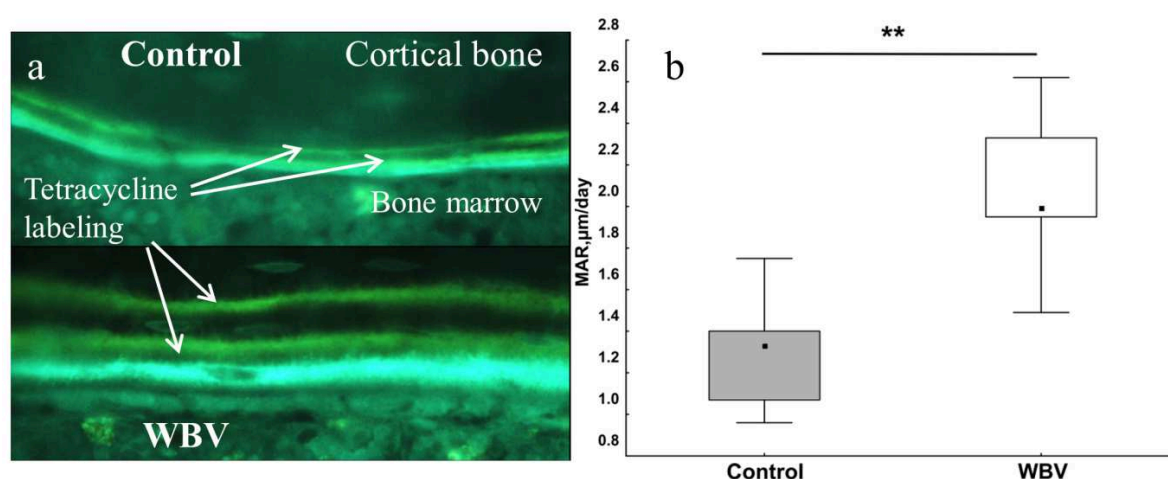 a
Control
Cortical bone
Tetracycline
labeling
Bone marrow
WBV
b
**
MAR,μm/day
2.8
2.6
2.4
2.2
2.0
1.8
1.6
1.4
1.2
1.0
0.8
Control
WBV